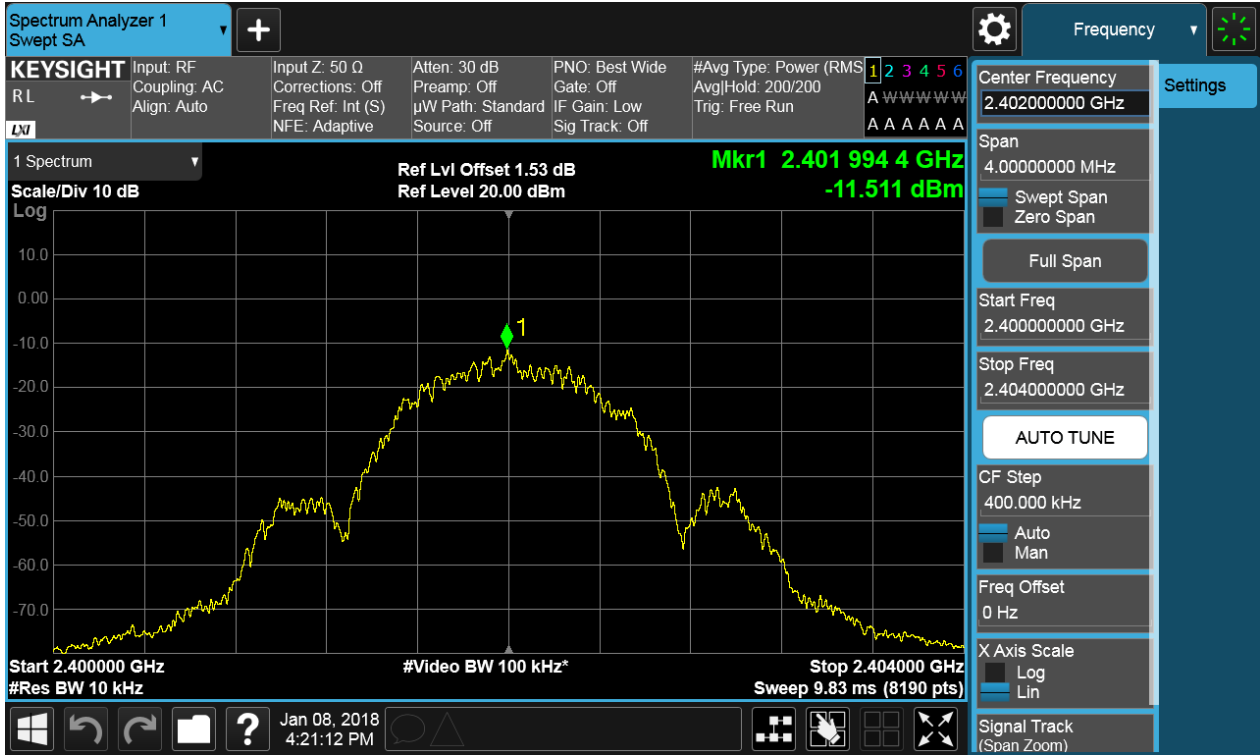 Spectrum Analyzer 1
Swept SA
+
Frequency
KEYSIGHT
RL
LXI
Input: RF
Coupling: AC
Align: Auto
Input Z: 50 Ω
Corrections: Off
Freq Ref: Int (S)
NFE: Adaptive
Atten: 30 dB
Preamp: Off
µW Path: Standard
Source: Off
PNO: Best Wide
Gate: Off
IF Gain: Low
Sig Track: Off
#Avg Type: Power (RMS
Avg|Hold: 200/200
Trig: Free Run
1 2 3 4 5 6
A W W W W W
A A A A A A
1 Spectrum
Scale/Div 10 dB
Log
Ref Lvl Offset 1.53 dB
Ref Level 20.00 dBm
Mkr1 2.401 994 4 GHz
-11.511 dBm
10.0
0.00
-10.0
-20.0
-30.0
-40.0
-50.0
-60.0
-70.0
1
Start 2.400000 GHz
#Res BW 10 kHz
#Video BW 100 kHz*
Stop 2.404000 GHz
Sweep 9.83 ms (8190 pts)
Center Frequency
2.402000000 GHz
Span
4.00000000 MHz
Swept Span
Zero Span
Full Span
Start Freq
2.400000000 GHz
Stop Freq
2.404000000 GHz
AUTO TUNE
CF Step
400.000 kHz
Auto
Man
Freq Offset
0 Hz
X Axis Scale
Log
Lin
Signal Track
(Span Zoom)
Settings
?
Jan 08, 2018
4:21:12 PM